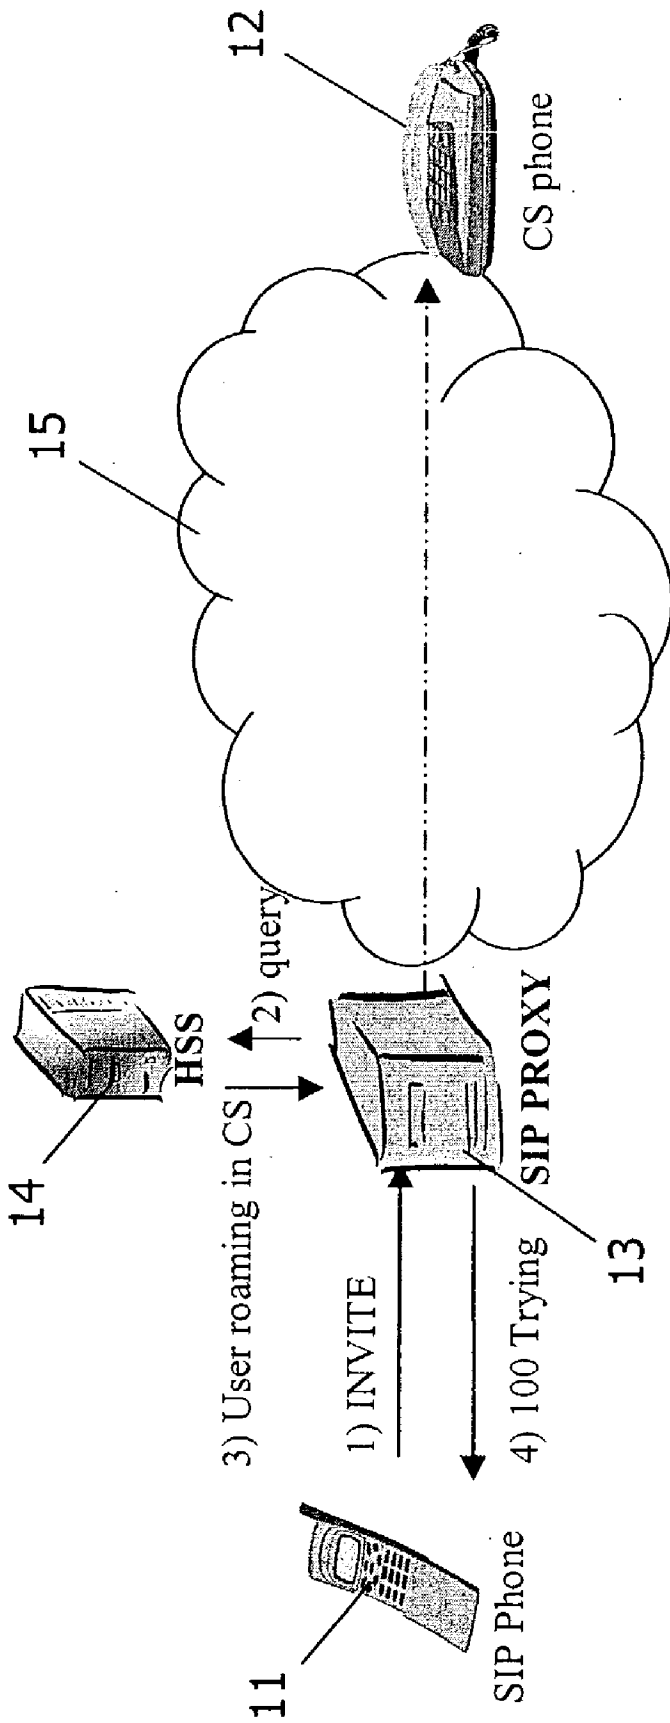 14
HSS
15
12
3) User roaming in CS
2) query
1) INVITE
11
SIP Phone
4) 100 Trying
SIP PROXY
13
CS phone